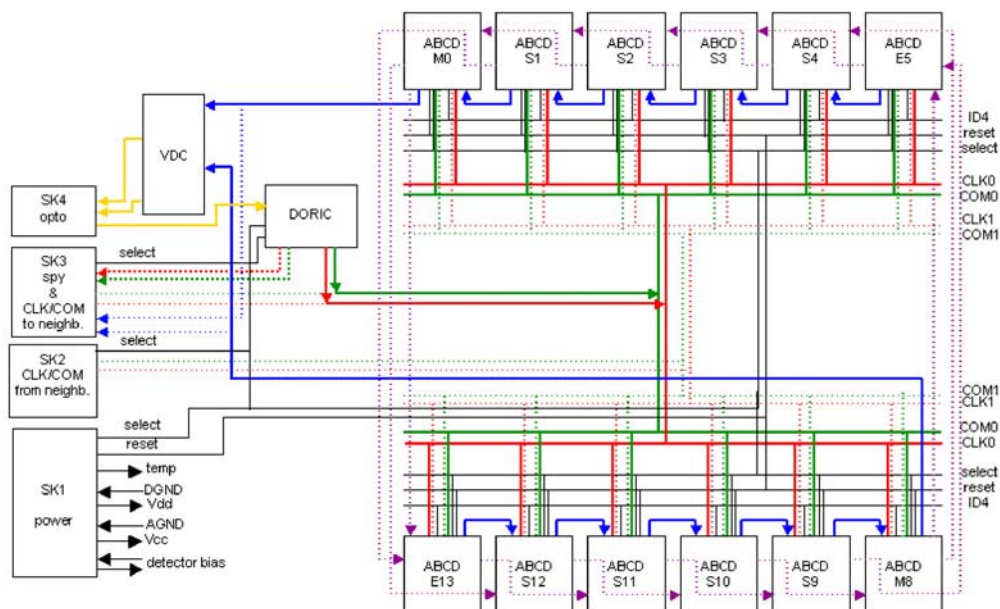 ABCD
M0
ABCD
S1
ABCD
S2
ABCD
S3
ABCD
S4
ABCD
E5
ID4
reset
select
CLK0
COM0
CLK1
COM1
VDC
DORIC
SK4
opto
SK3
spy
&
CLK/COM
to neighb.
select
SK2
CLK/COM
from neighb.
select
SK1
power
select
reset
temp
DGND
Vdd
AGND
Vcc
detector bias
COM1
CLK1
COM0
CLK0
select
reset
ID4
ABCD
E13
ABCD
S12
ABCD
S11
ABCD
S10
ABCD
S9
ABCD
M8